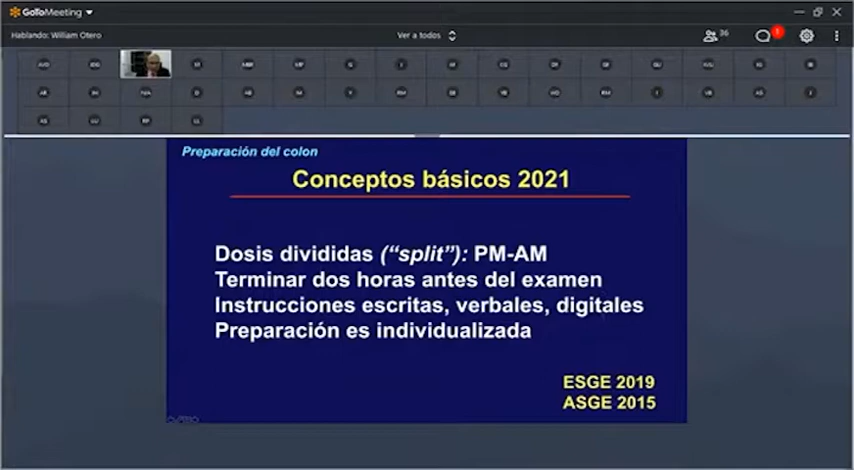 GoToMeeting
Hablando: William Otero
Ver a todos
36
1
Preparación del colon
Conceptos básicos 2021
Dosis divididas (“split”): PM-AM
Terminar dos horas antes del examen
Instrucciones escritas, verbales, digitales
Preparación es individualizada
ESGE 2019
ASGE 2015